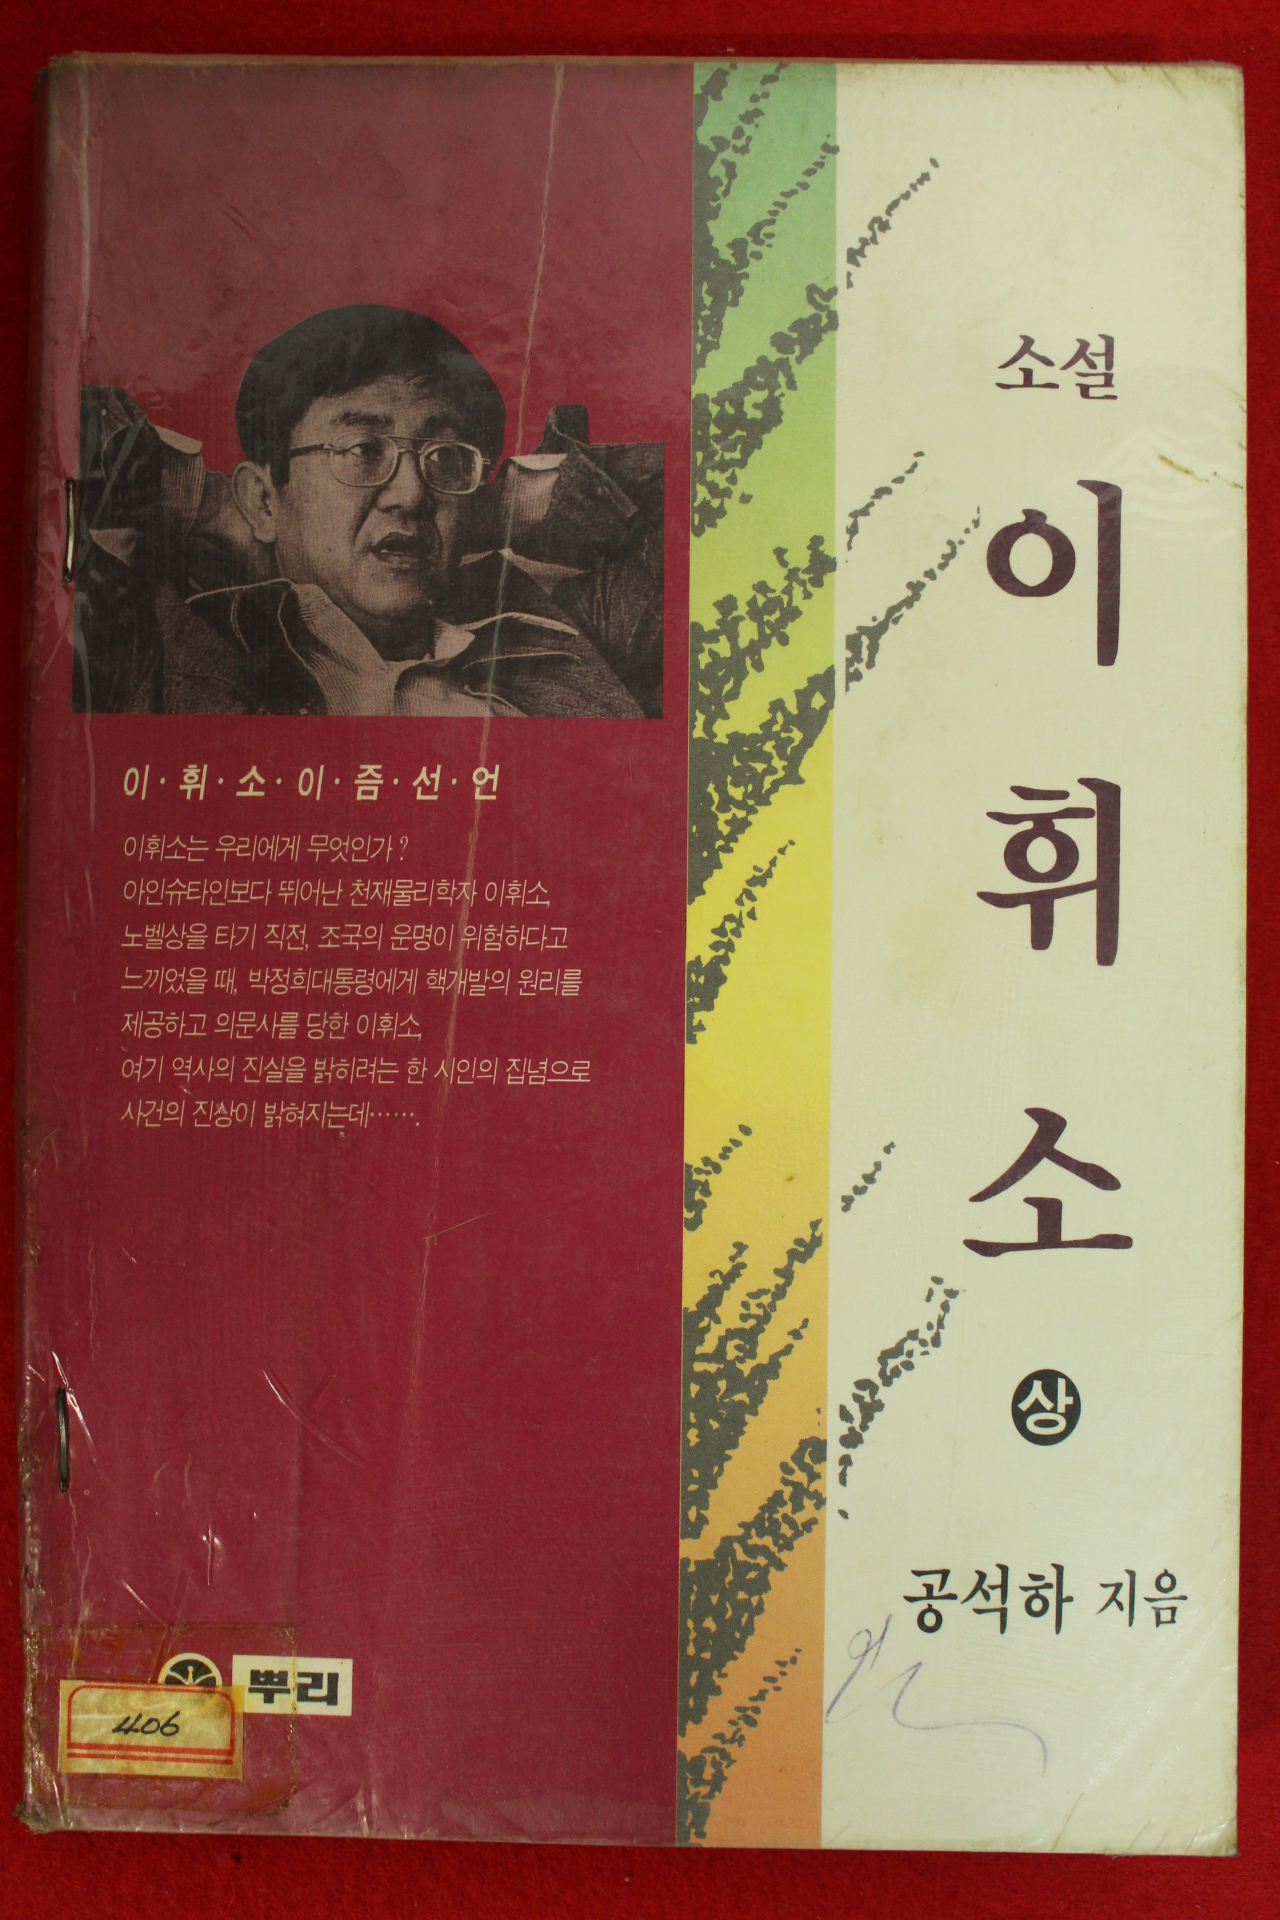 소설
이휘소
상
공석하 지음
이·휘·소·이·즘·선·언
이휘소는 우리에게 무엇인가?
아인슈타인보다 뛰어난 천재물리학자 이휘소,
노벨상을 타기 직전, 조국의 운명이 위험하다고
느끼었을 때, 박정희대통령에게 핵개발의 원리를
제공하고 의문사를 당한 이휘소,
여기 역사의 진실을 밝히려는 한 시인의 집념으로
사건의 진상이 밝혀지는데…….
뿌리
406